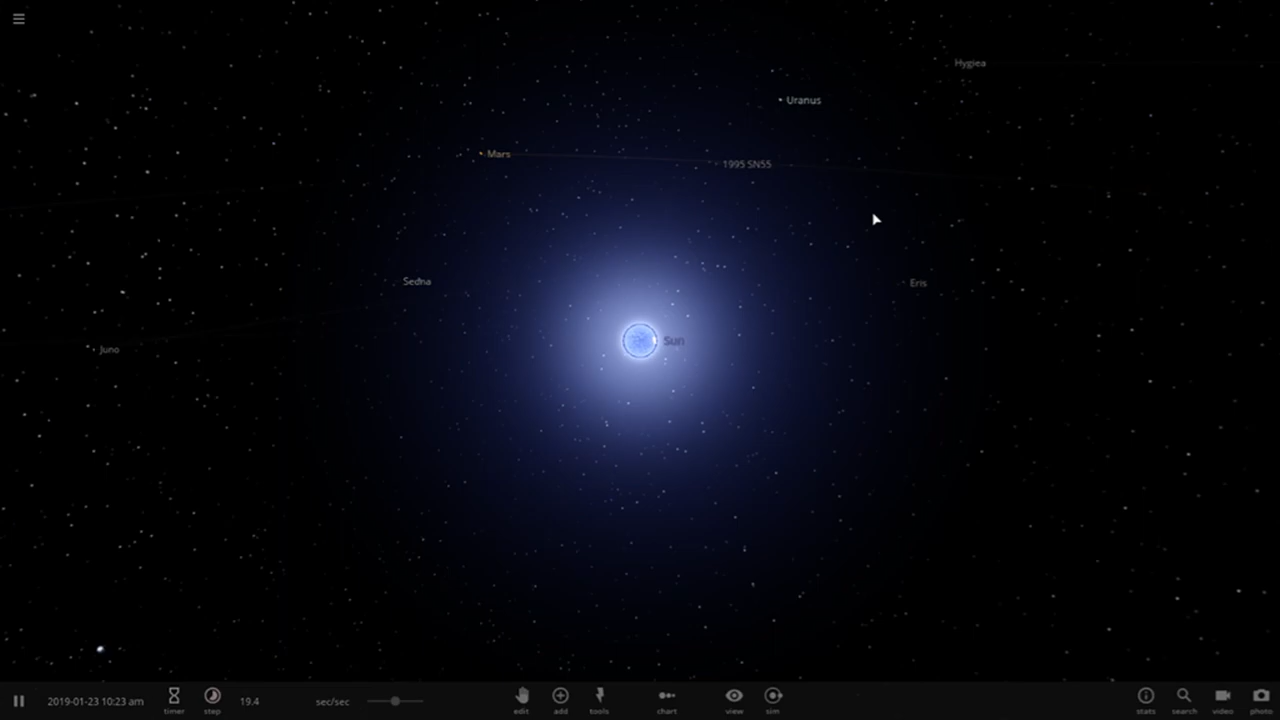 Hygiea
Uranus
Mars
1995 SN55
Sedna
Eris
Sun
Juno
2019-01-23 10:23 am
timer
step
19.4
sec/sec
edit
add
tools
chart
view
sim
stats
search
video
photo